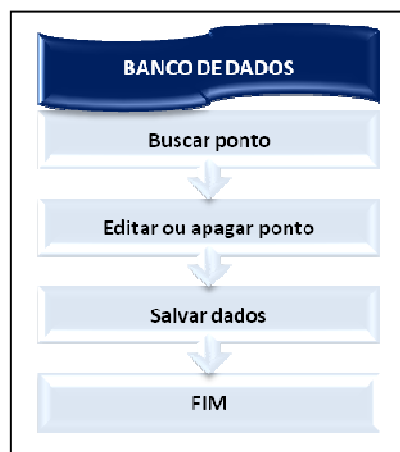 BANCO DE DADOS
Buscar ponto
Editar ou apagar ponto
Salvar dados
FIM